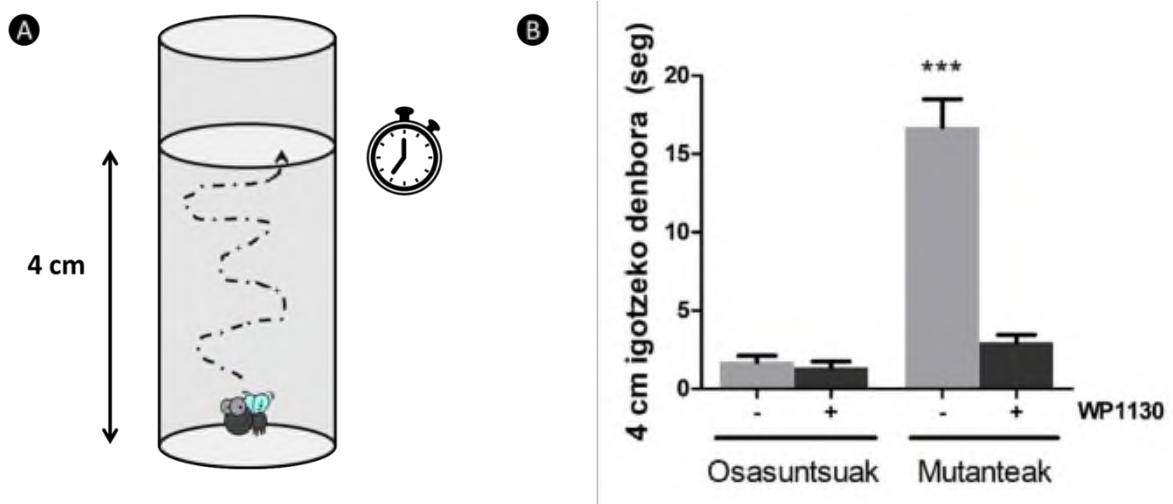 A
4 cm
B
4 cm igotzeko denbora (seg)
20
15
10
5
0
***
- + - + WP1130
Osasuntsuak Mutanteak